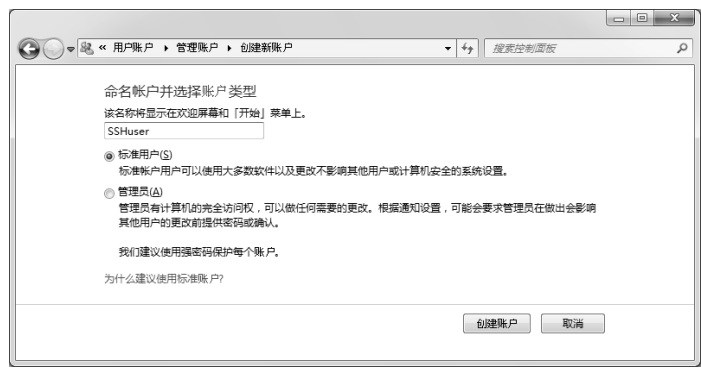 « 用户账户 ▸ 管理账户 ▸ 创建新账户
搜索控制面板
命名帐户并选择账户类型
该名称将显示在欢迎屏幕和「开始」菜单上。
SSHuser
标准用户(S)
标准帐户用户可以使用大多数软件以及更改不影响其他用户或计算机安全的系统设置。
管理员(A)
管理员有计算机的完全访问权，可以做任何需要的更改。根据通知设置，可能会要求管理员在做出会影响
其他用户的更改前提供密码或确认。
我们建议使用强密码保护每个账户。
为什么建议使用标准账户?
创建账户
取消